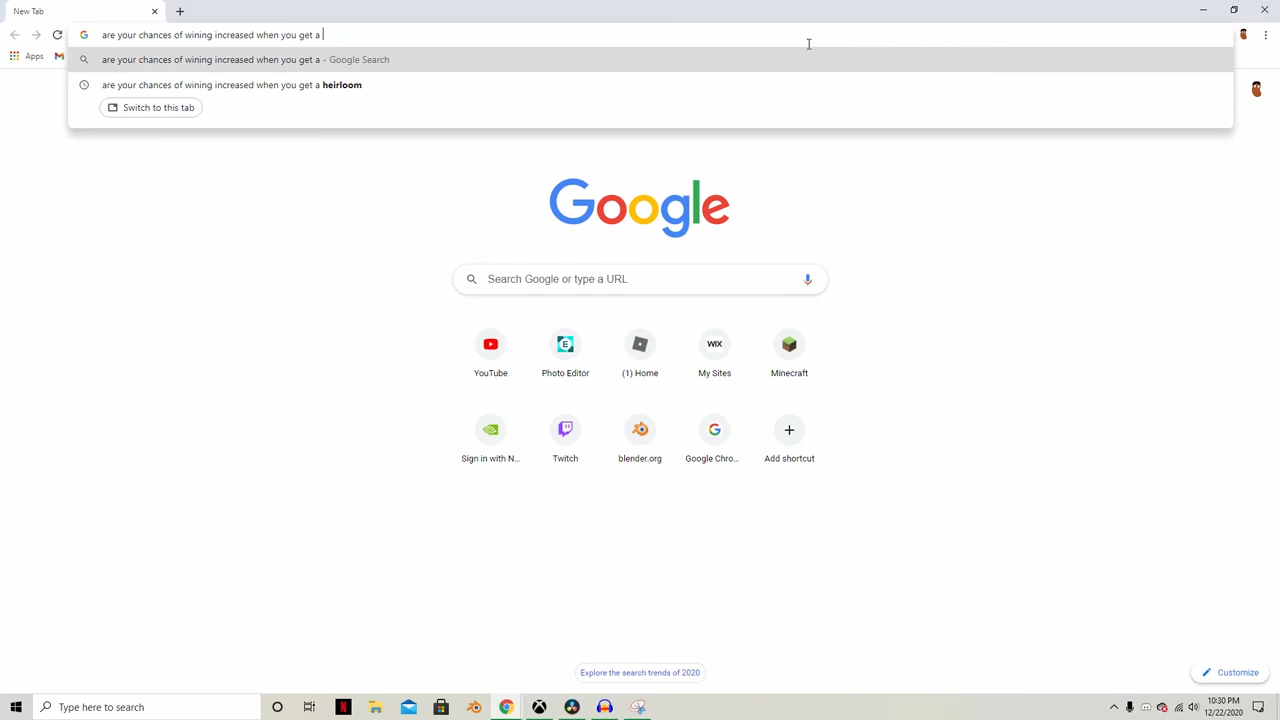 New Tab
are your chances of wining increased when you get a
are your chances of wining increased when you get a - Google Search
are your chances of wining increased when you get a heirloom
Switch to this tab
Apps
Google
Search Google or type a URL
YouTube
Photo Editor
(1) Home
WIX
My Sites
Minecraft
Sign in with N...
Twitch
blender.org
Google Chro...
Add shortcut
Explore the search trends of 2020
Customize
Type here to search
10:30 PM
12/22/2020